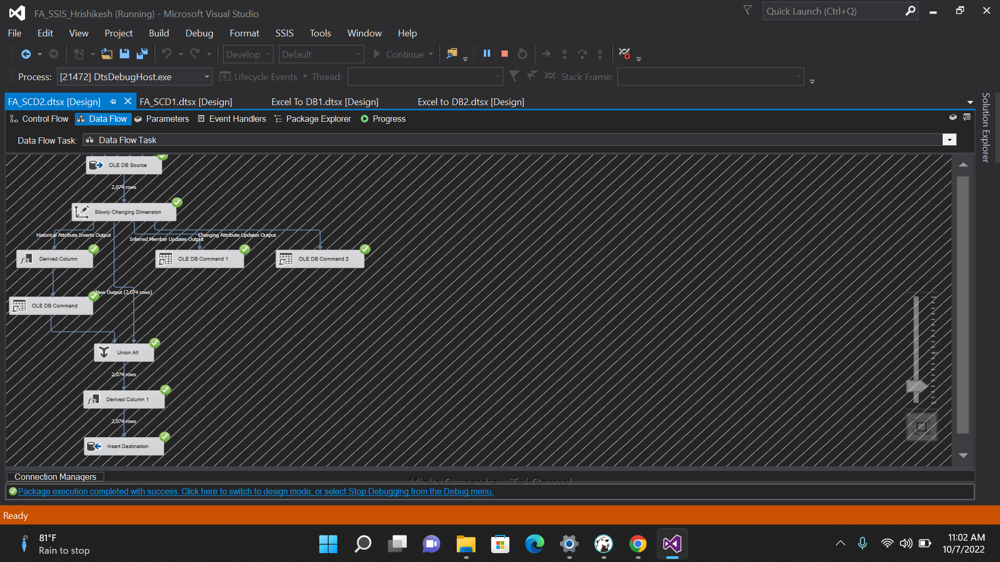 FA_SSIS_Hrishikesh (Running) - Microsoft Visual Studio
Quick Launch (Ctrl+Q)
File Edit View Project Build Debug Format SSIS Tools Window Help
Develop Default Continue
Process: [21472] DtsDebugHost.exe Lifecycle Events Thread: Stack Frame:
FA_SCD2.dtsx [Design] FA_SCD1.dtsx [Design] Excel To DB1.dtsx [Design] Excel to DB2.dtsx [Design]
Solution Explorer
Control Flow Data Flow Parameters Event Handlers Package Explorer Progress
Data Flow Task: Data Flow Task
OLE DB Source
2,074 rows
Slowly Changing Dimension
Historical Attribute Inserts Output
Changing Attribute Updates Output
Inferred Member Updates Output
Derived Column OLE DB Command 1 OLE DB Command 2
New Output (2,074 rows)
OLE DB Command
Union All
2,074 rows
fx Derived Column 1
2,074 rows
Insert Destination
Connection Managers
Package execution completed with success. Click here to switch to design mode, or select Stop Debugging from the Debug menu.
Ready
81°F
Rain to stop
11:02 AM
10/7/2022